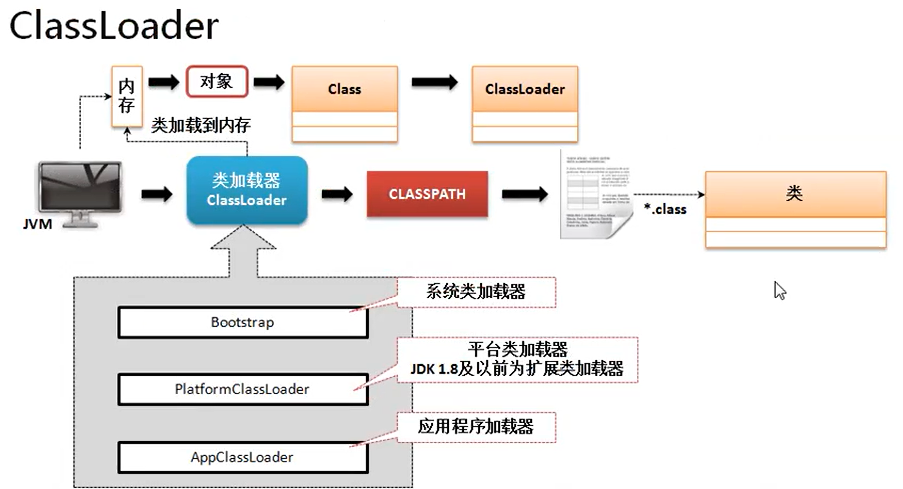 ClassLoader
内
存
对象
Class
ClassLoader
类加载到内存
JVM
类加载器
ClassLoader
CLASSPATH
*.class
类
系统类加载器
Bootstrap
平台类加载器
JDK 1.8及以前为扩展类加载器
PlatformClassLoader
应用程序加载器
AppClassLoader